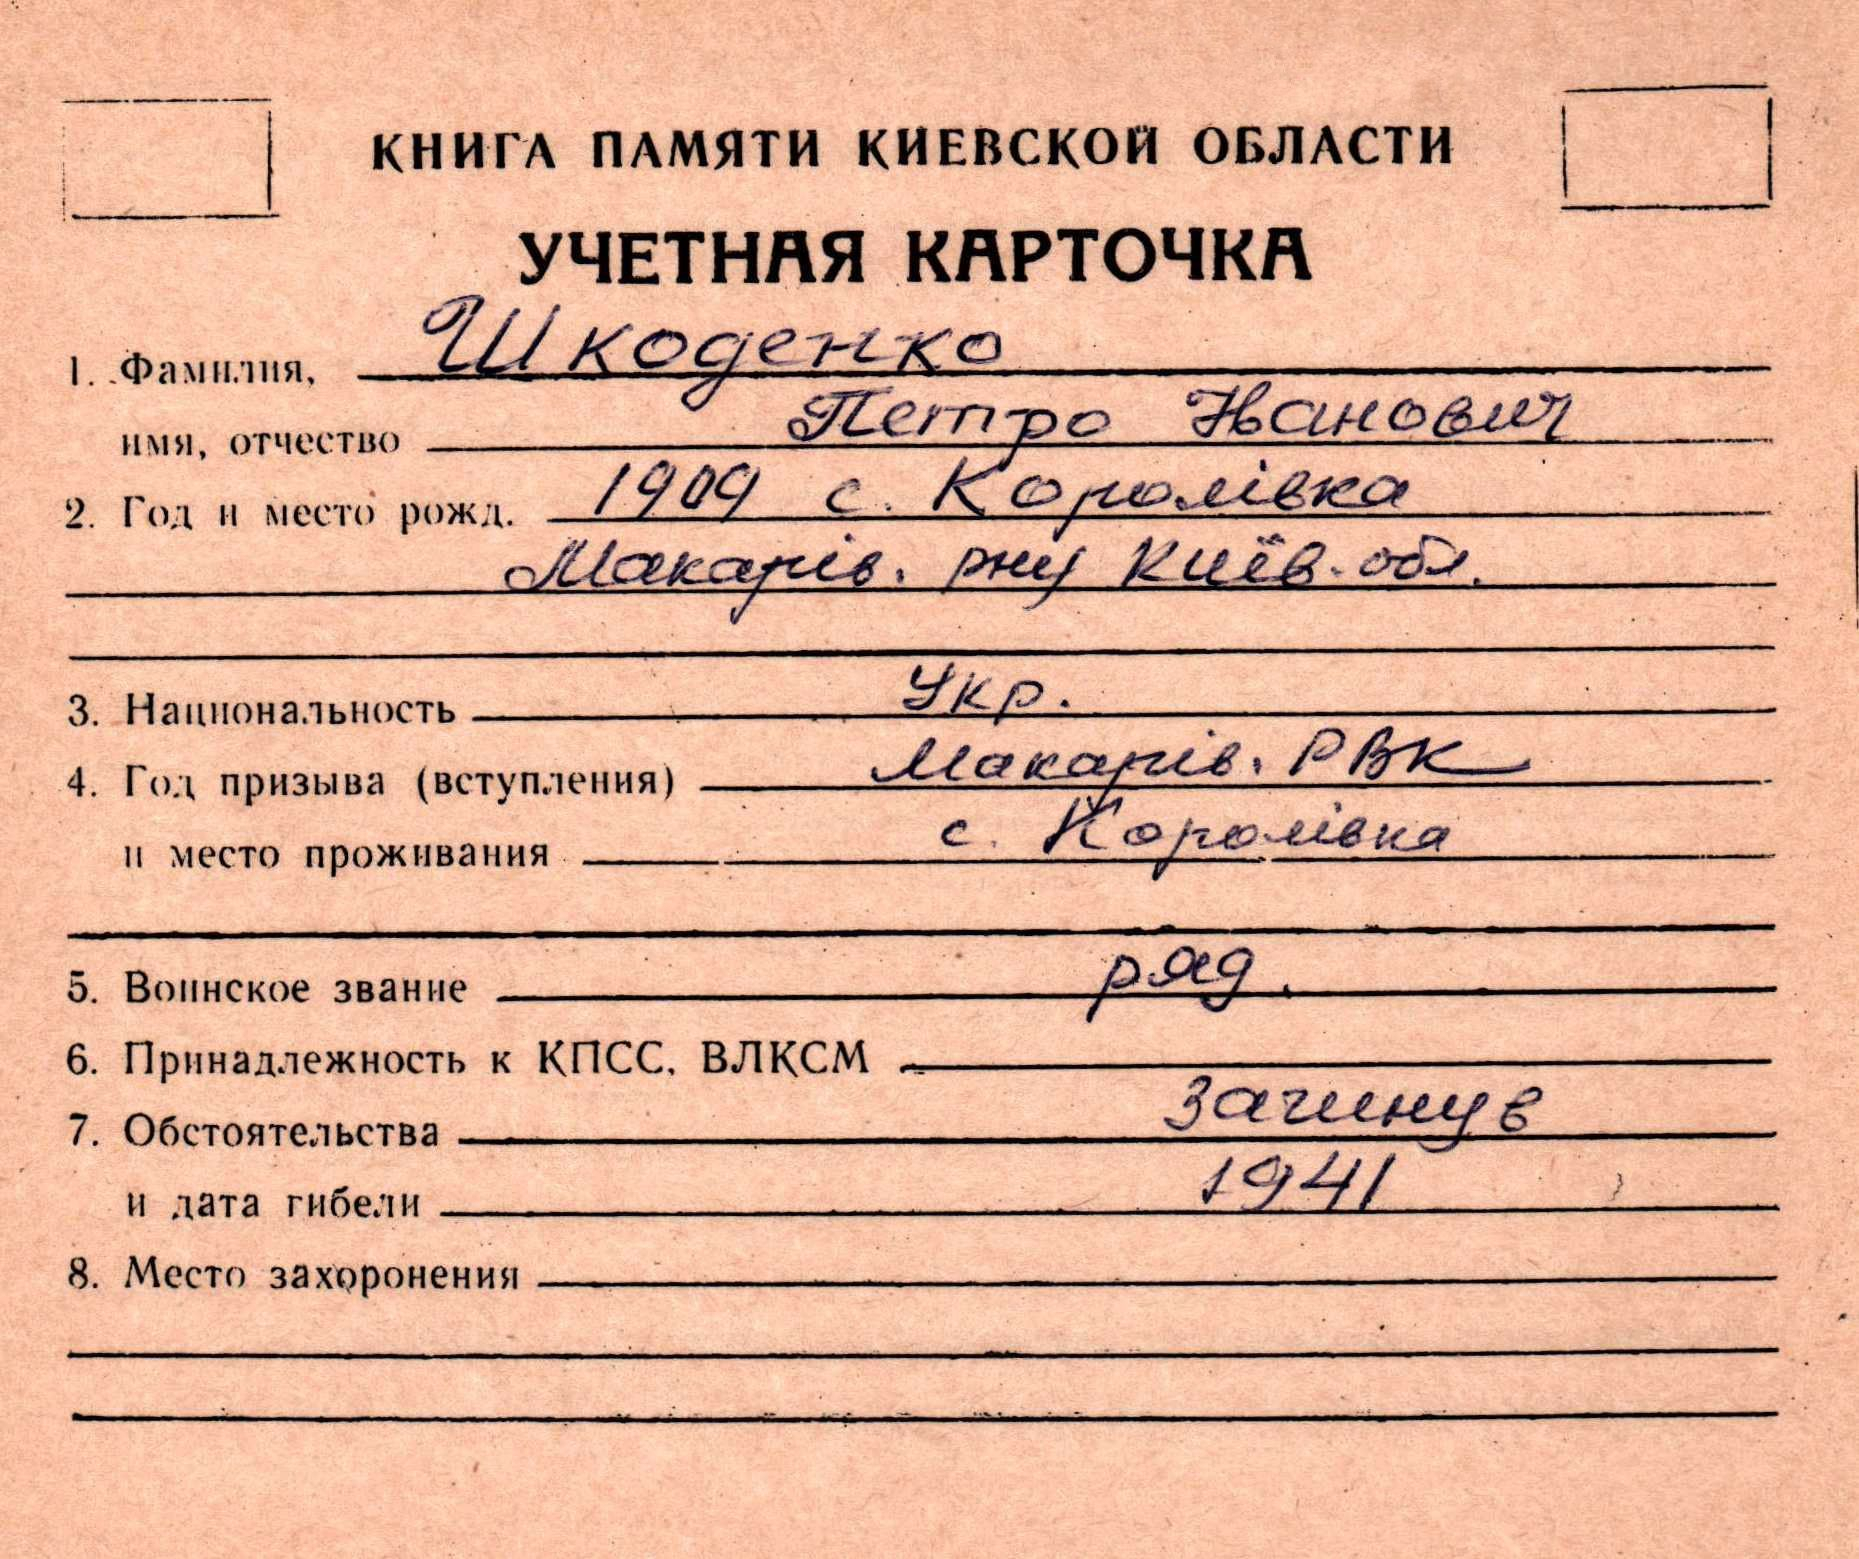 КНИГА ПАМЯТИ КИЕВСКОЙ ОБЛАСТИ
УЧЕТНАЯ КАРТОЧКА
1. Фамилия, Шкоденко
имя, отчество Петро Іванович
2. Год и место рожд. 1909 с. Королівка
Макарів. рну Київ. обл.
3. Национальность Укр.
4. Год призыва (вступления) Макарів. РВК
и место проживания с. Королівка
5. Воинское звание ряд.
6. Принадлежность к КПСС, ВЛКСМ
7. Обстоятельства загинув
и дата гибели 1941
8. Место захоронения